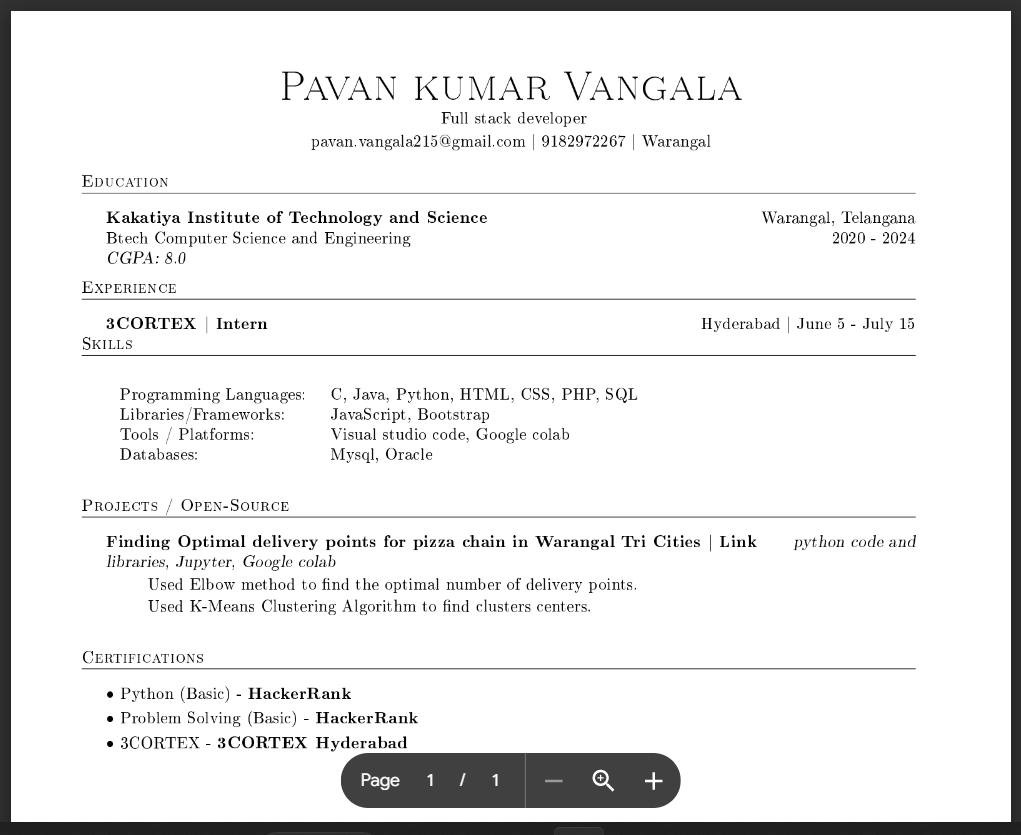 Pavan kumar Vangala
Full stack developer
pavan.vangala215@gmail.com | 9182972267 | Warangal
Education
Kakatiya Institute of Technology and Science Warangal, Telangana
Btech Computer Science and Engineering 2020 - 2024
CGPA: 8.0
Experience
3CORTEX | Intern Hyderabad | June 5 - July 15
Skills
Programming Languages: C, Java, Python, HTML, CSS, PHP, SQL
Libraries/Frameworks: JavaScript, Bootstrap
Tools / Platforms: Visual studio code, Google colab
Databases: Mysql, Oracle
Projects / Open-Source
Finding Optimal delivery points for pizza chain in Warangal Tri Cities | Link python code and
libraries, Jupyter, Google colab
Used Elbow method to find the optimal number of delivery points.
Used K-Means Clustering Algorithm to find clusters centers.
Certifications
• Python (Basic) - HackerRank
• Problem Solving (Basic) - HackerRank
• 3CORTEX - 3CORTEX Hyderabad
Page 1 / 1